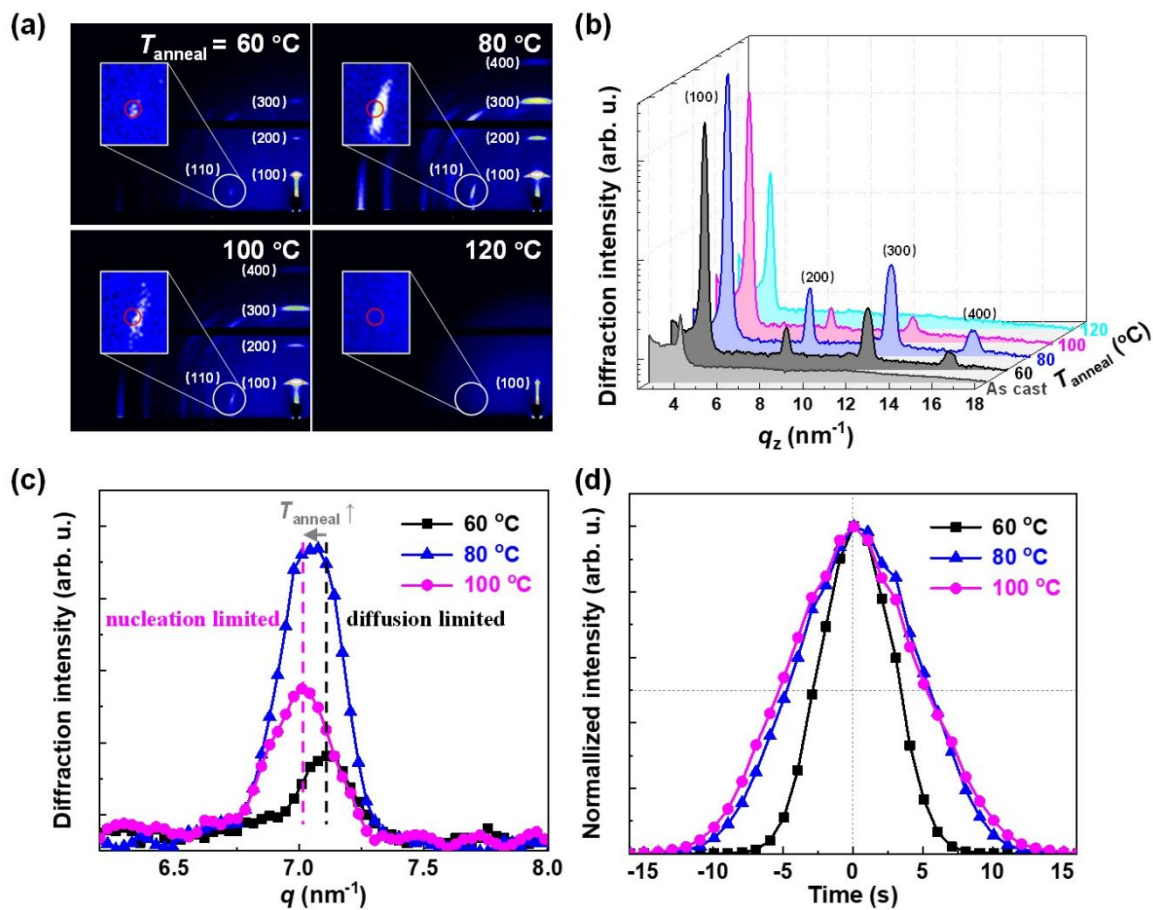 (a)
T anneal = 60 °C
(300)
(200)
(110)
(100)
80 °C
(400)
(300)
(200)
(110)
(100)
100 °C
(400)
(300)
(200)
(110)
(100)
120 °C
(100)
(b)
Diffraction intensity (arb. u.)
(100)
(200)
(300)
(400)
4 6 8 10 12 14 16 18
qz (nm-1)
As cast
60
80
100
120
Tanneal (°C)
(c)
Diffraction intensity (arb. u.)
Tanneal ↑
60 °C
80 °C
100 °C
nucleation limited
diffusion limited
6.5 7.0 7.5 8.0
q (nm-1)
(d)
Normallized intensity (arb. u.)
60 °C
80 °C
100 °C
-15 -10 -5 0 5 10 15
Time (s)